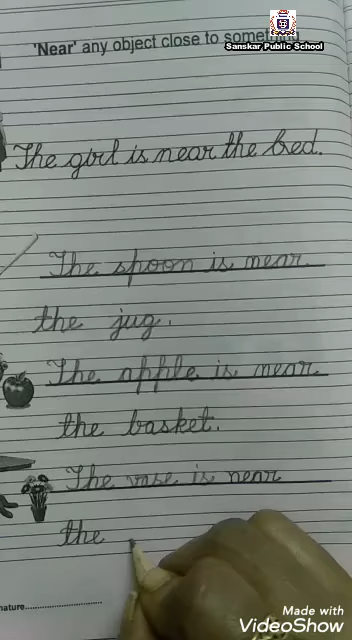 Sanskar Public School
'Near' any object close to something
The girl is near the bed.
The spoon is near
the jug.
The apple is near
the basket.
The vase is near
the
nature
Made with
VideoShow